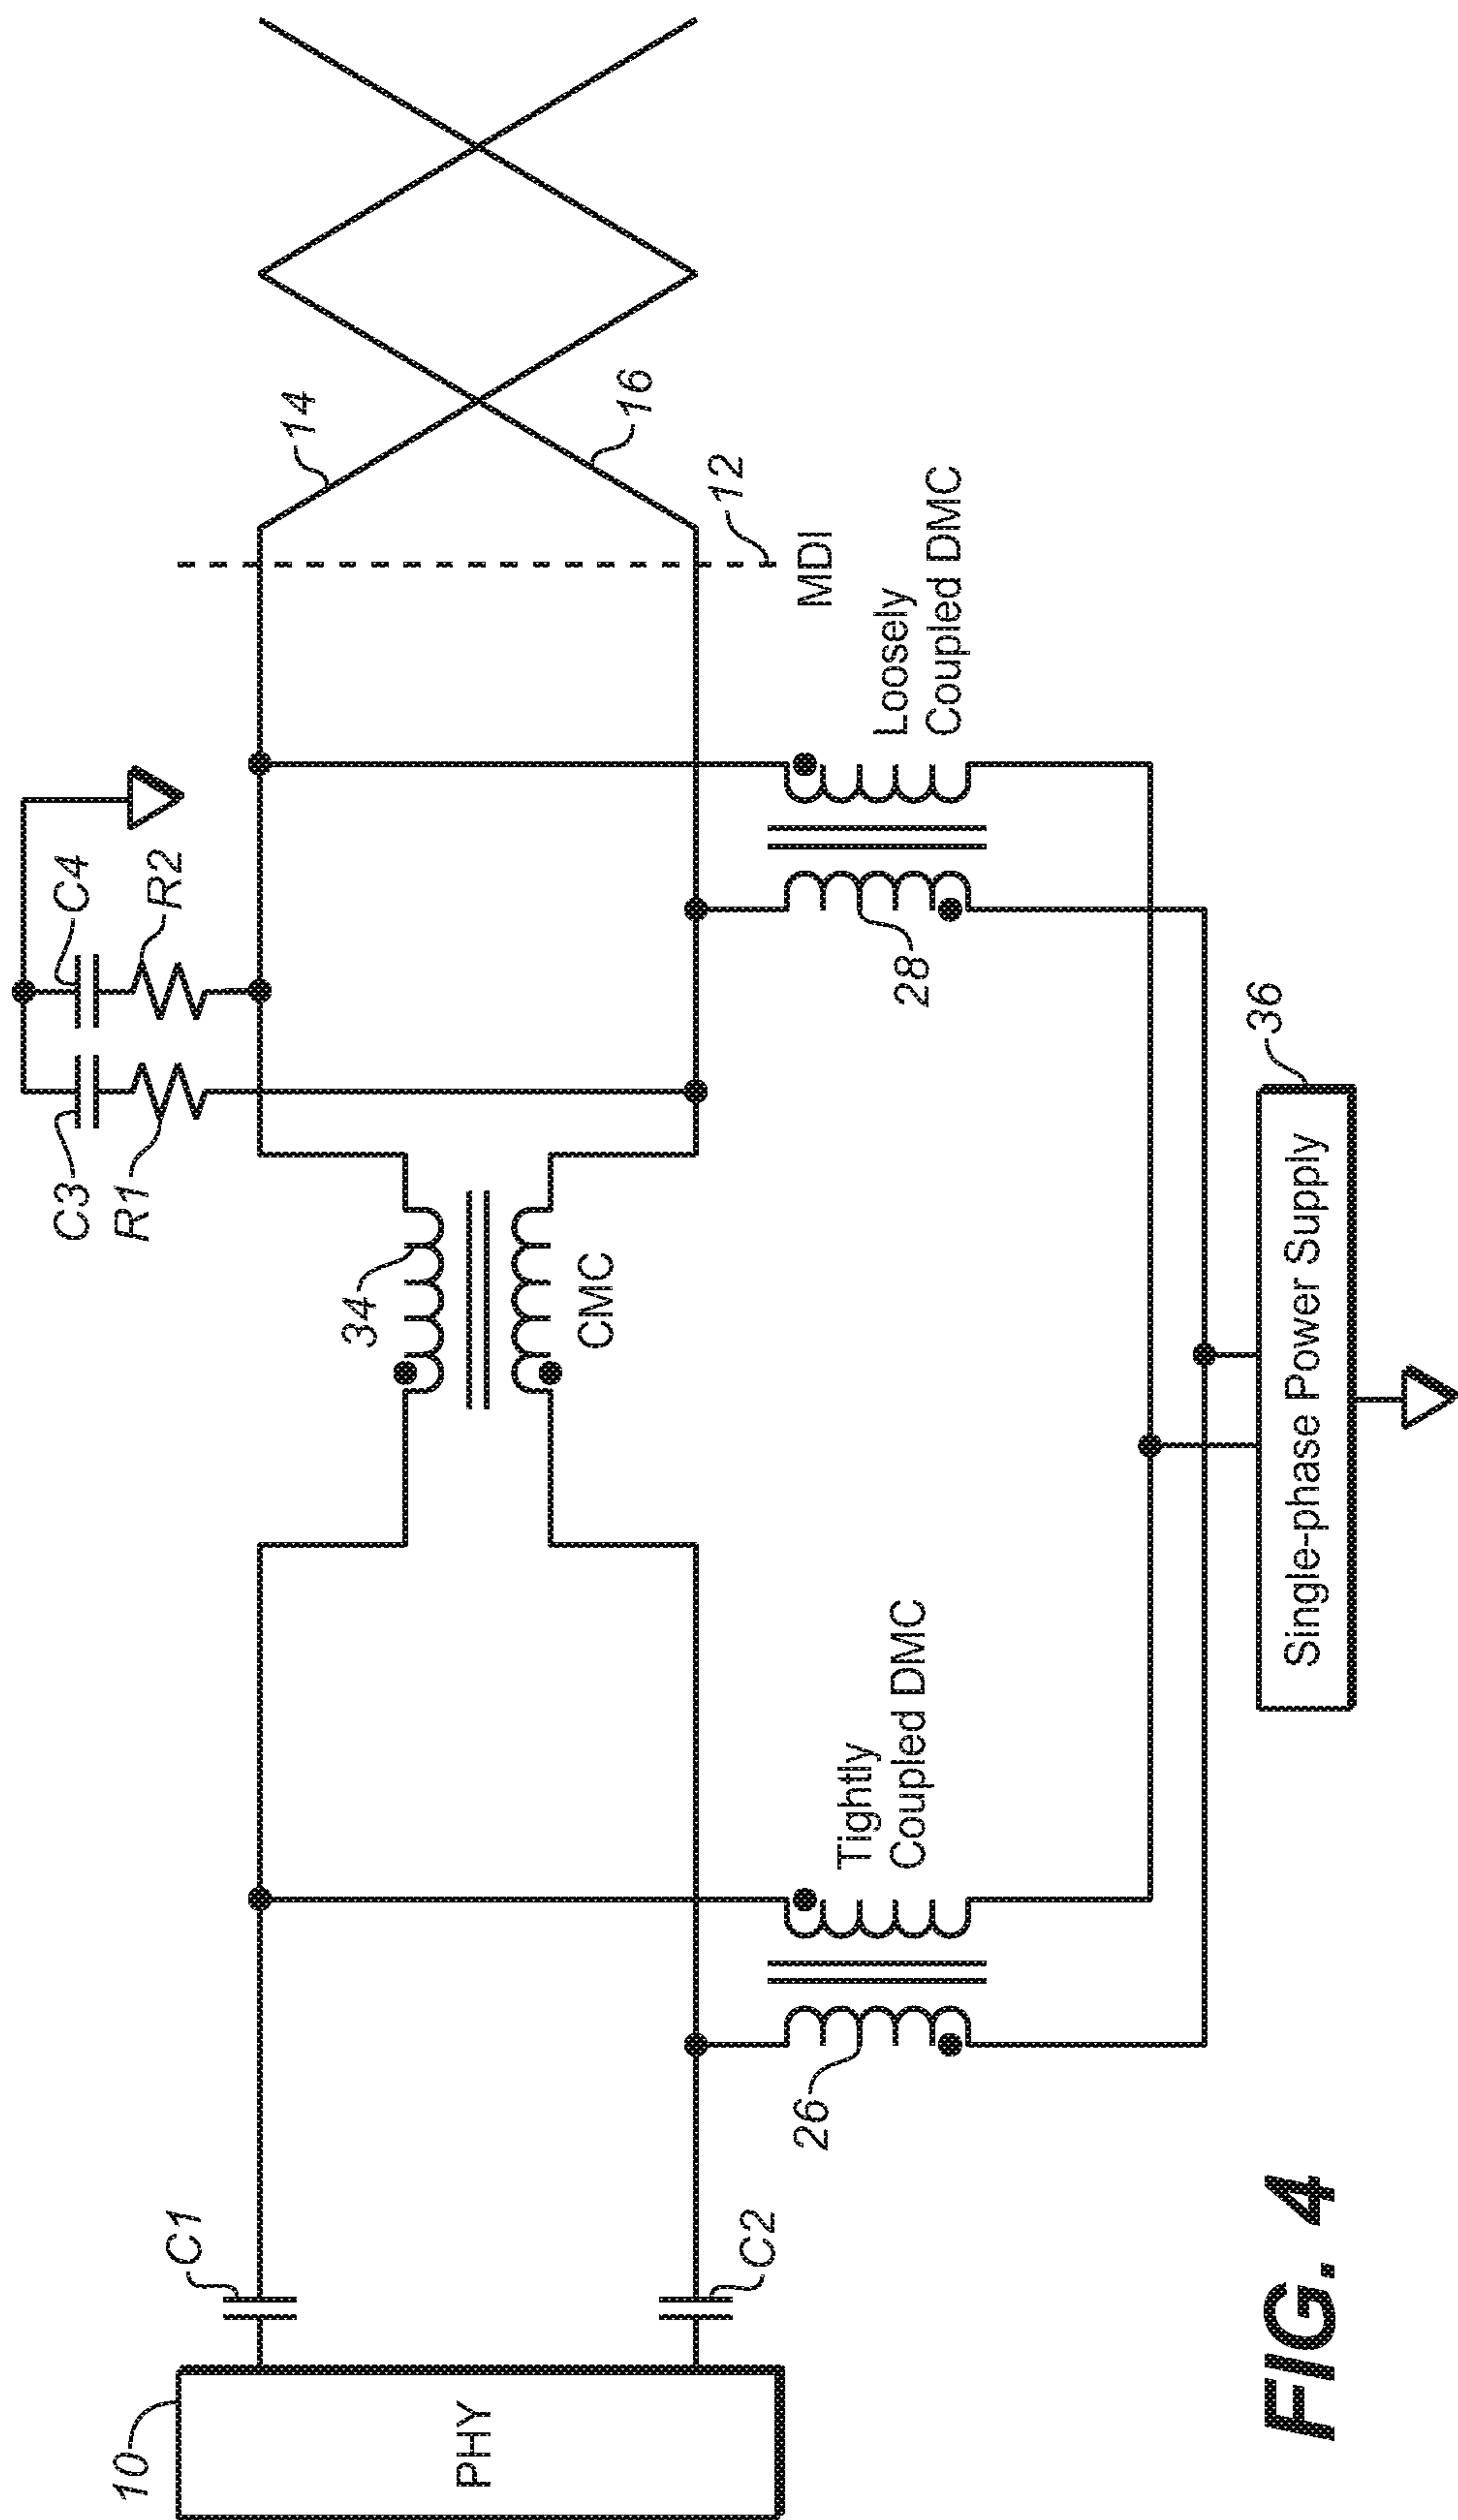 C3
R1
C4
R2
14
16
34
CMC
12
MDI
10
PHY
C1
C2
26
Tightly
Coupled DMC
28
Loosely
Coupled DMC
36
Single-phase Power Supply
FIG. 4